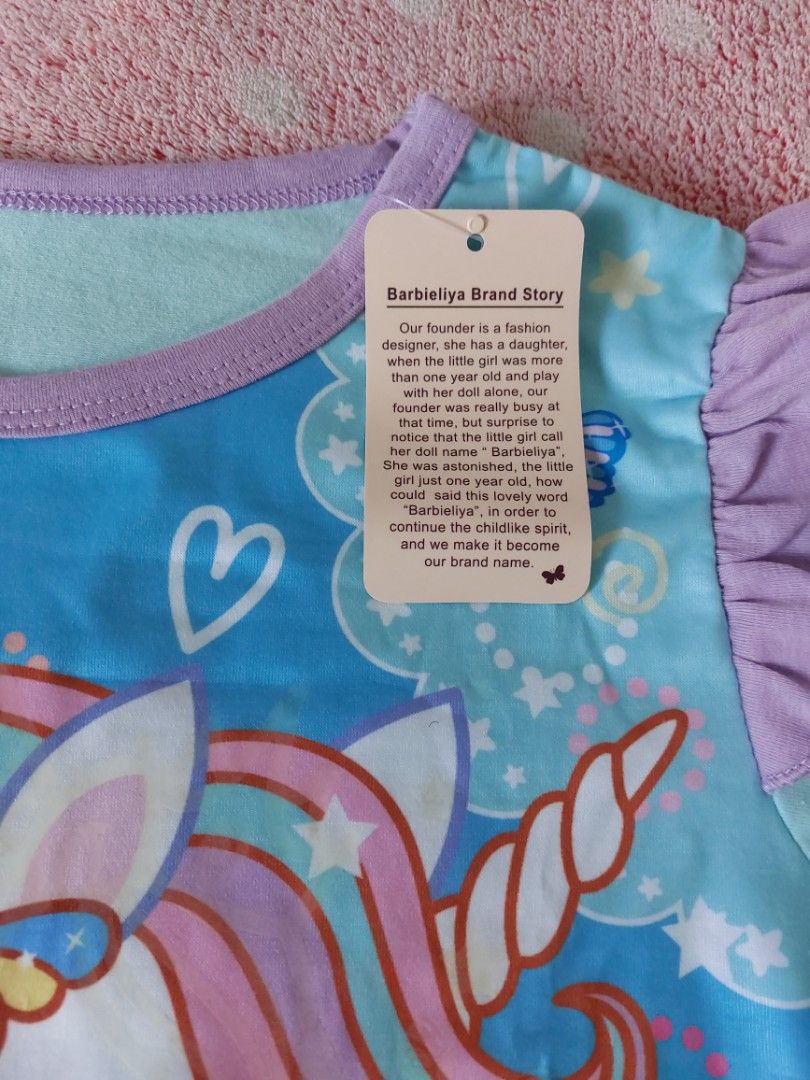 Barbieliya Brand Story
Our founder is a fashion
designer, she has a daughter,
when the little girl was more
than one year old and play
with her doll alone, our
founder was really busy at
that time, but surprise to
notice that the little girl call
her doll name “ Barbieliya”,
She was astonished, the little
girl just one year old, how
could said this lovely word
“Barbieliya”, in order to
continue the childlike spirit,
and we make it become
our brand name.